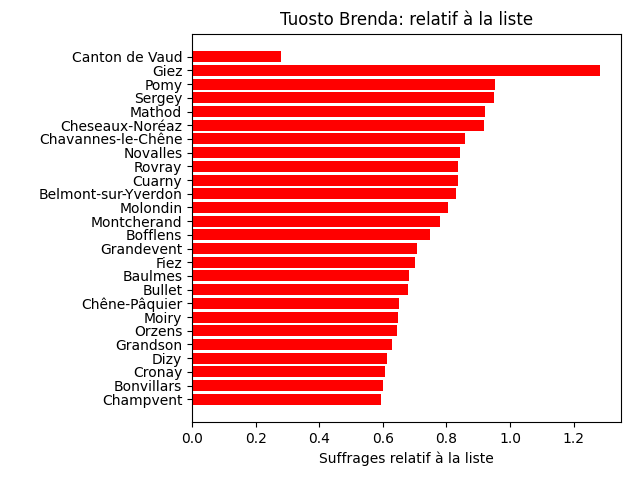 Tuosto Brenda: relatif à la liste
Canton de Vaud
Giez
Pomy
Sergey
Mathod
Cheseaux-Noréaz
Chavannes-le-Chêne
Novalles
Rovray
Cuarny
Belmont-sur-Yverdon
Molondin
Montcherand
Bofflens
Grandevent
Fiez
Baulmes
Bullet
Chêne-Pâquier
Moiry
Orzens
Grandson
Dizy
Cronay
Bonvillars
Champvent
0.0 0.2 0.4 0.6 0.8 1.0 1.2
Suffrages relatif à la liste